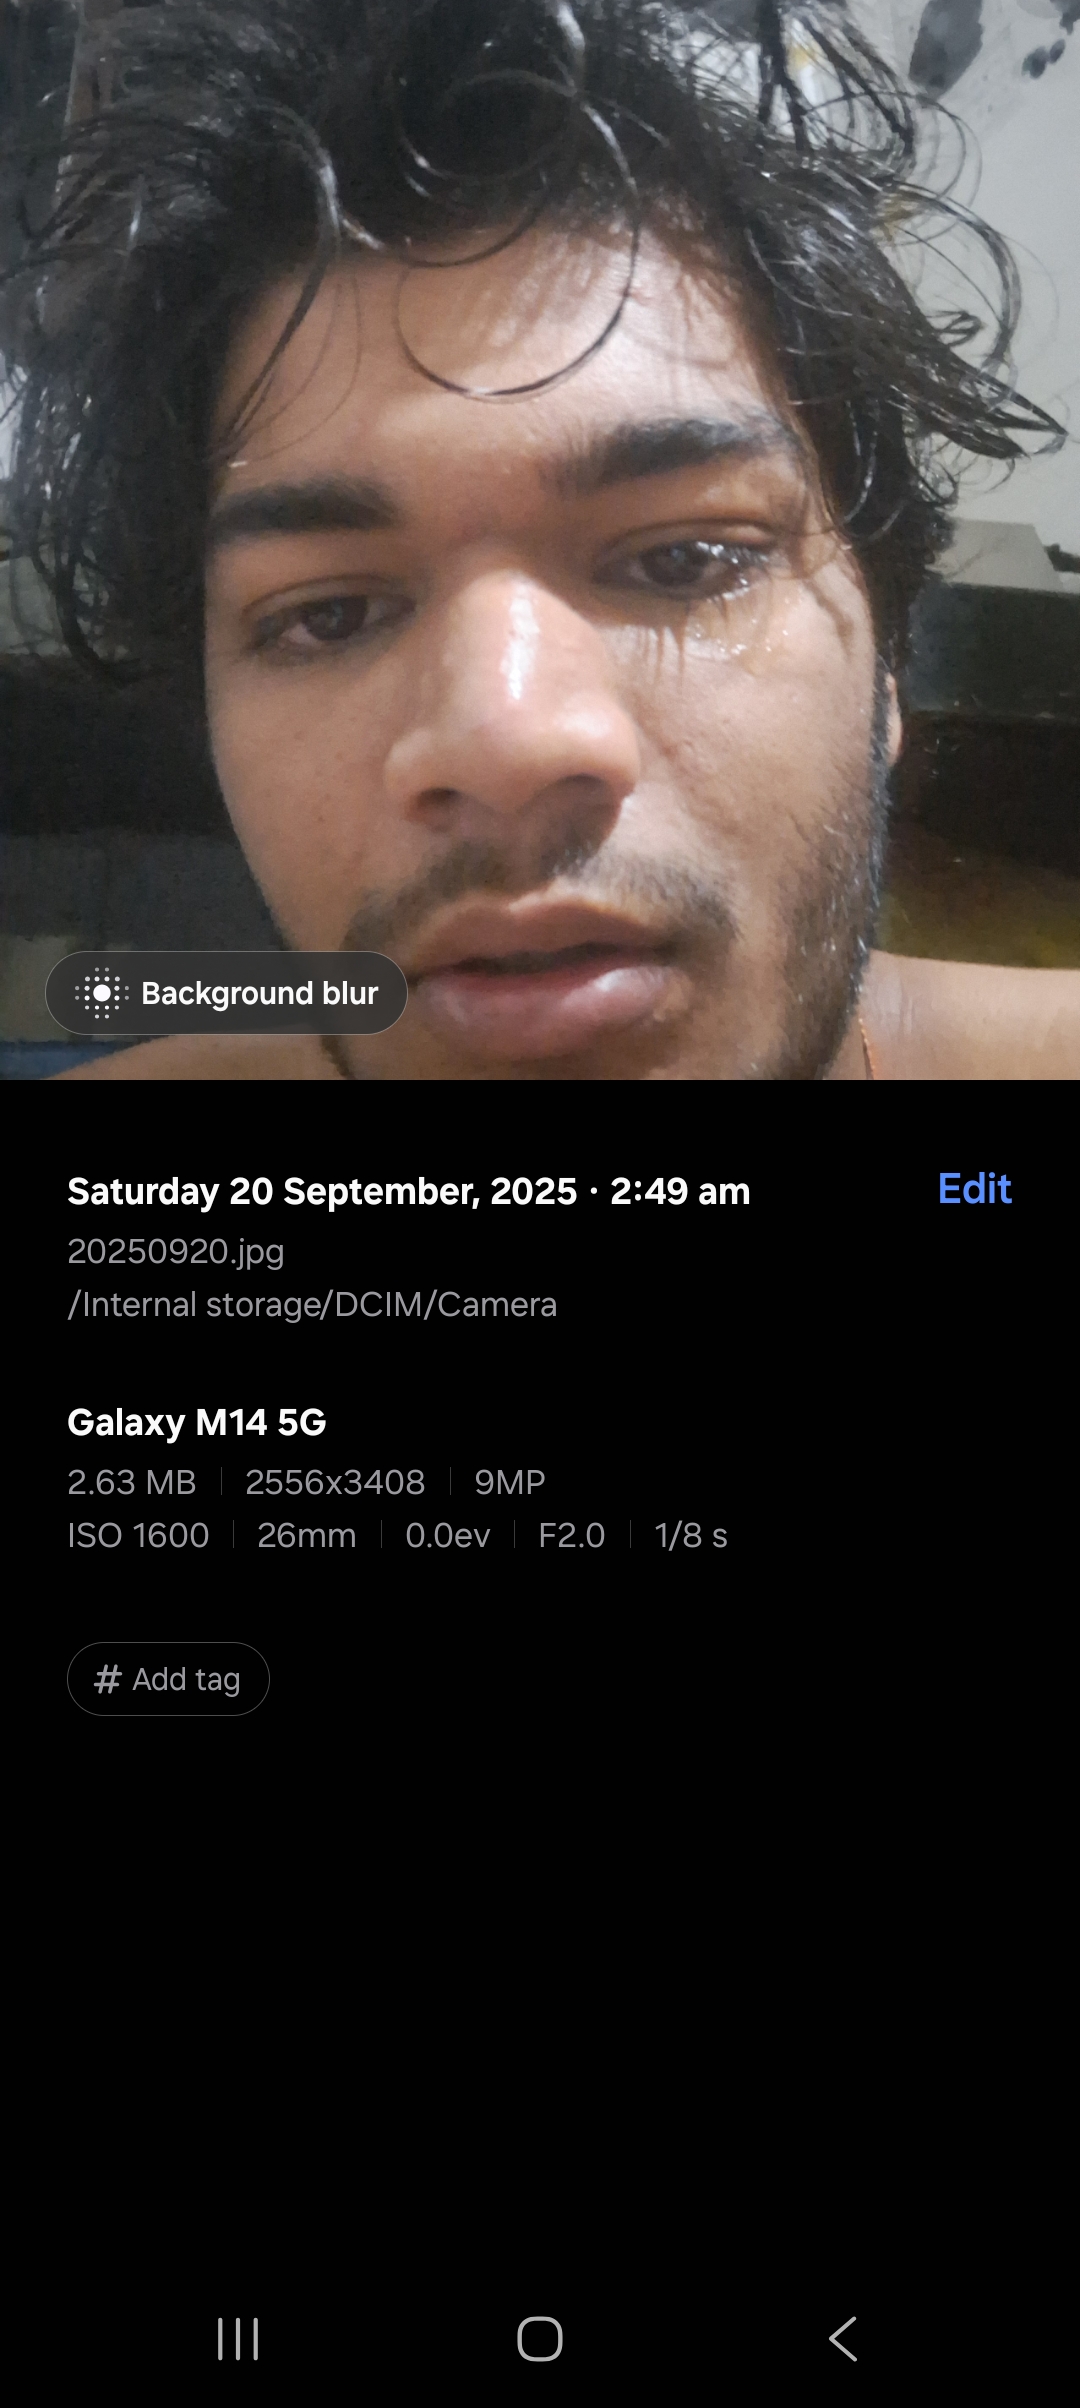 Background blur
Saturday 20 September, 2025 · 2:49 am
Edit
20250920.jpg
/Internal storage/DCIM/Camera
Galaxy M14 5G
2.63 MB | 2556x3408 | 9MP
ISO 1600 | 26mm | 0.0ev | F2.0 | 1/8 s
# Add tag